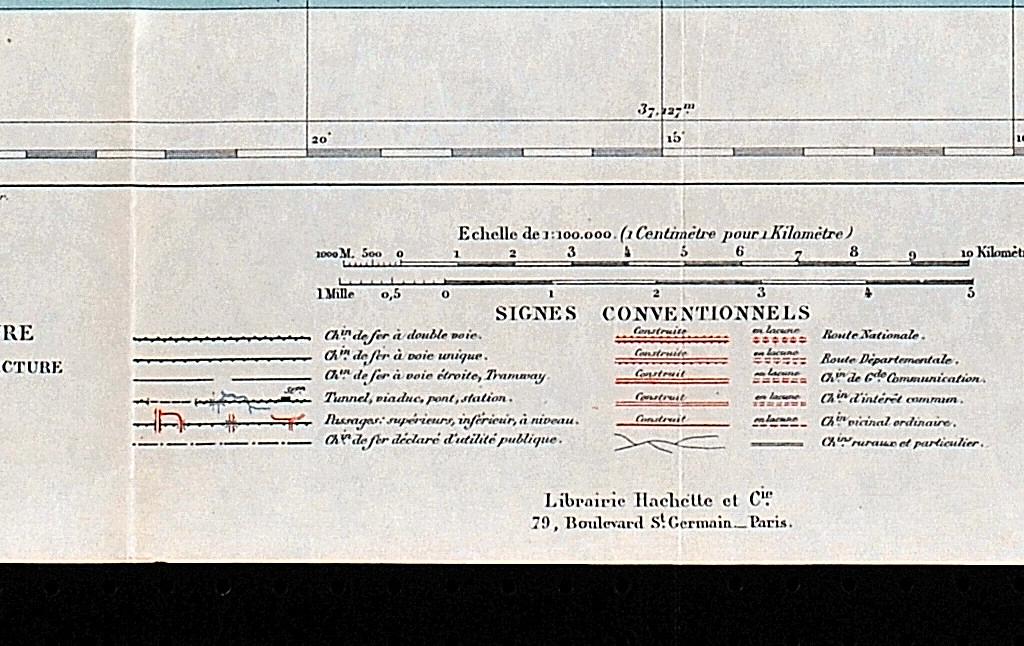 37.127.m
20'
15'
Echelle de 1:100.000. (1 Centimètre pour 1 Kilomètre)
1000 M. 500 0 1 2 3 4 5 6 7 8 9 10 Kilomèt
1 Mille 0,5 0 1 2 3 4 5
SIGNES CONVENTIONNELS
RE
CTURE
Ch.in de fer à double voie.
Ch.in de fer à voie unique.
Ch.in de fer à voie étroite, Tramway
Ston
Tunnel, viaduc, pont, station.
Passages: supérieurs, inférieur, à niveau.
Ch.in de fer déclaré d'utilité publique.
Construite en lacune Route Nationale.
Construite en lacune Route Départementale.
Construit en lacune Ch.in de Gde Communication.
Construit en lacune Ch.in d'intérêt commun.
Construit en lacune Ch.in vicinal ordinaire.
Ch.ins ruraux et particulier.
Librairie Hachette et Cie.
79, Boulevard St Germain _ Paris.